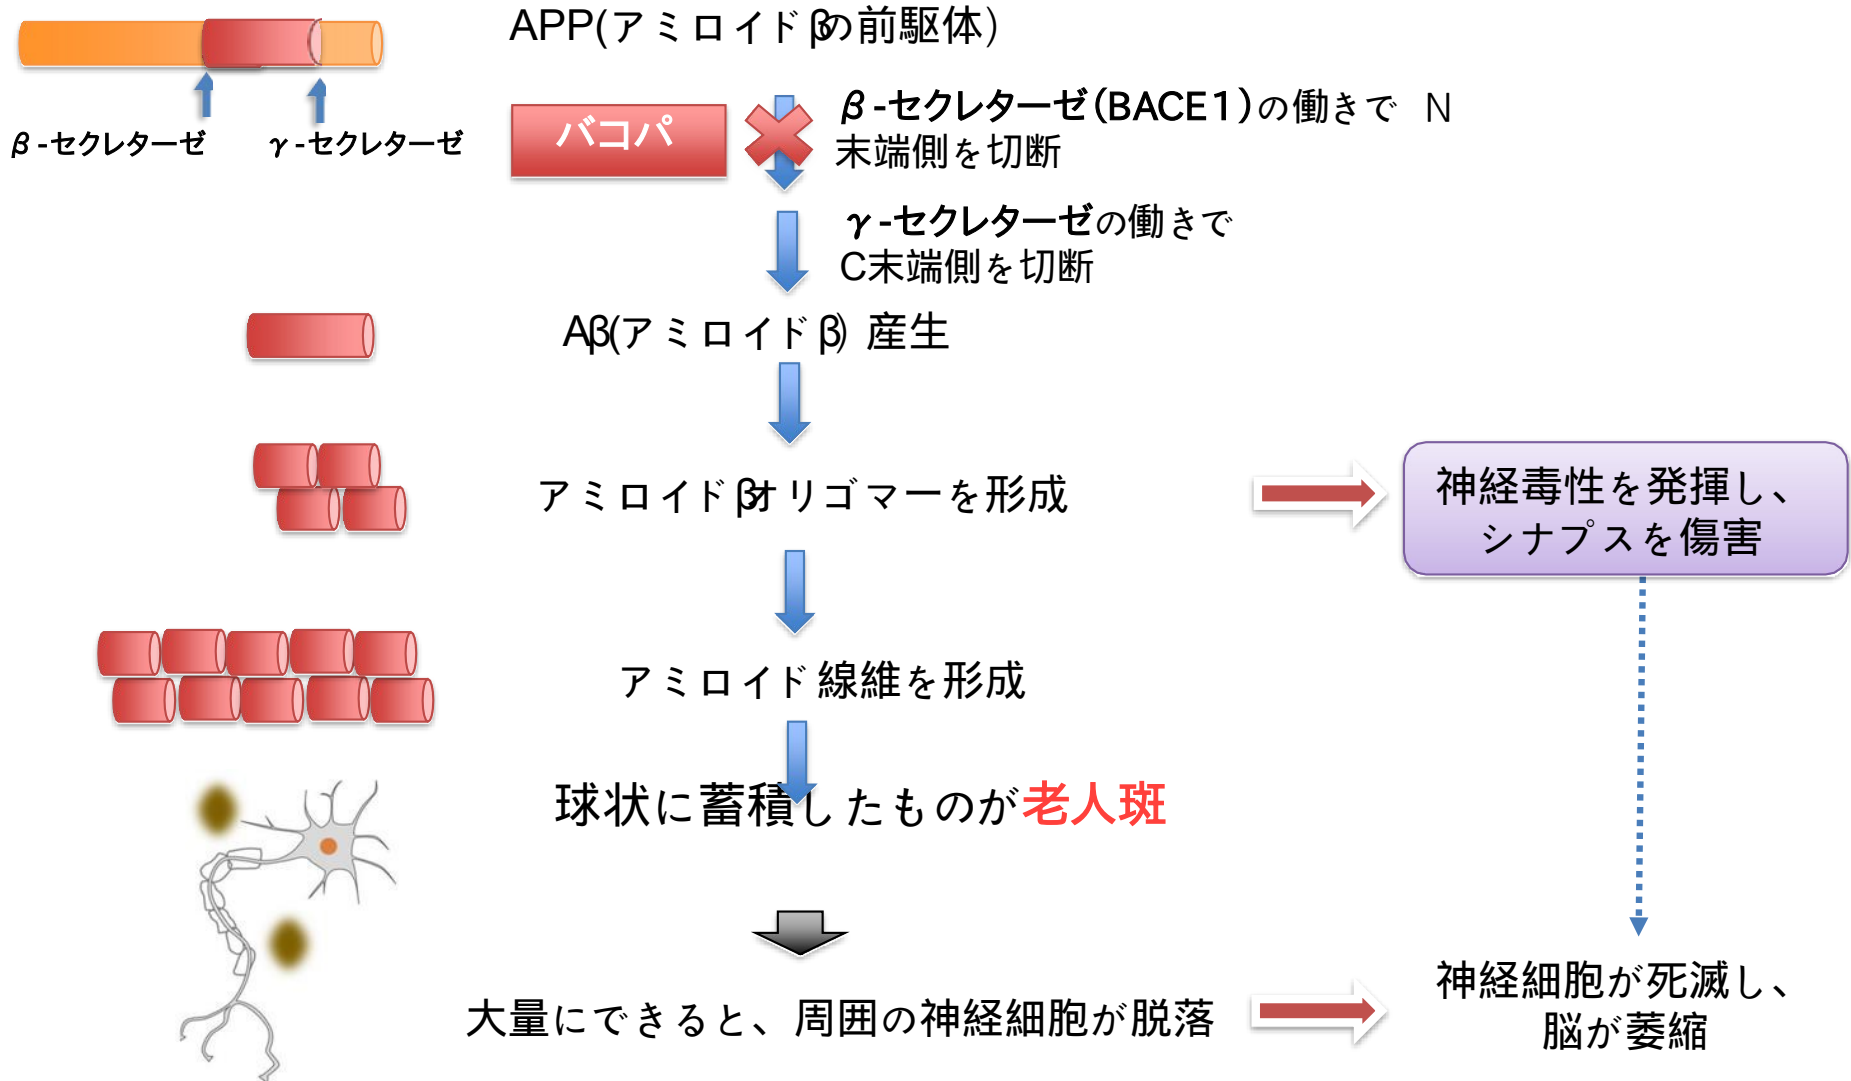 APP(アミロイドβの前駆体)
β-セクレターゼ
γ-セクレターゼ
バコパ
β-セクレターゼ(BACE1)の働きで N
末端側を切断
γ-セクレターゼの働きで
C末端側を切断
Aβ(アミロイドβ) 産生
アミロイドβオリゴマーを形成
神経毒性を発揮し、
シナプスを傷害
アミロイド線維を形成
球状に蓄積したものが老人斑
大量にできると、周囲の神経細胞が脱落
神経細胞が死滅し、
脳が萎縮